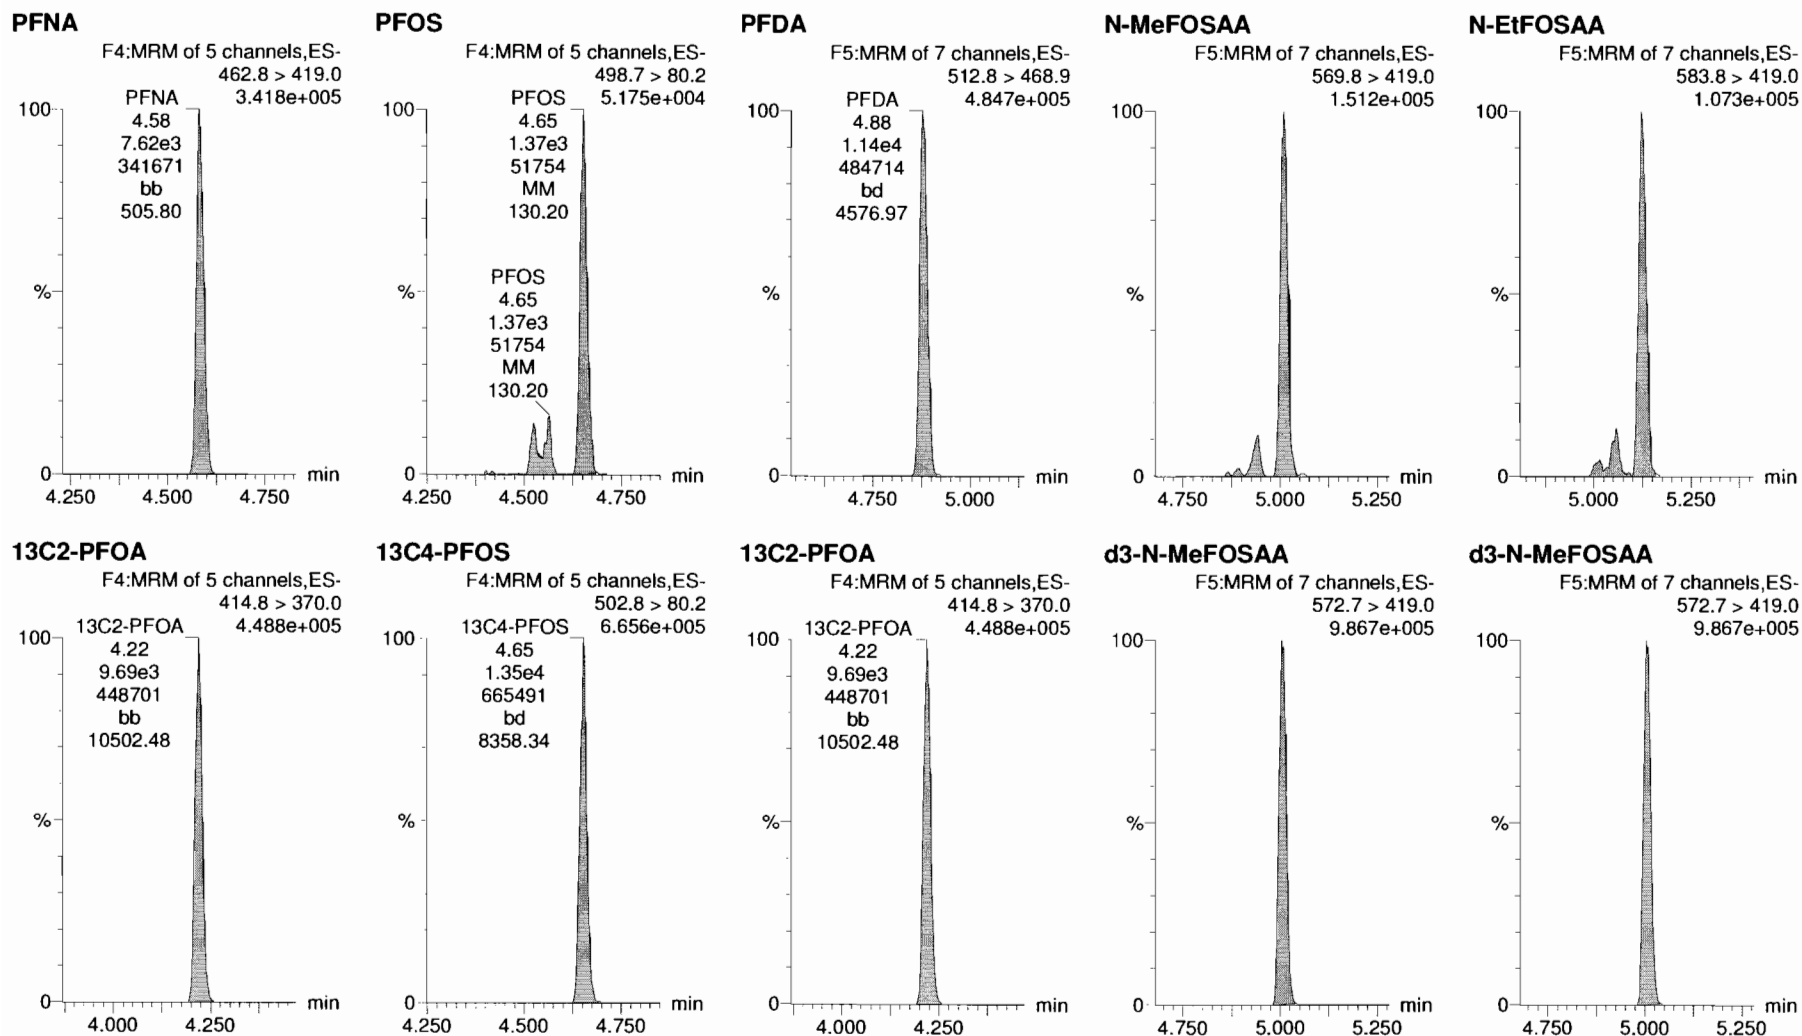 PFNA
F4:MRM of 5 channels,ES-
462.8 > 419.0
3.418e+005
PFNA
4.58
7.62e3
341671
bb
505.80
100
%
0
4.250 4.500 4.750
min
PFOS
F4:MRM of 5 channels,ES-
498.7 > 80.2
5.175e+004
PFOS
4.65
1.37e3
51754
MM
130.20
PFOS
4.65
1.37e3
51754
MM
130.20
100
%
0
4.250 4.500 4.750
min
PFDA
F5:MRM of 7 channels,ES-
512.8 > 468.9
4.847e+005
PFDA
4.88
1.14e4
484714
bd
4576.97
100
%
0
4.750 5.000
min
N-MeFOSAA
F5:MRM of 7 channels,ES-
569.8 > 419.0
1.512e+005
100
%
0
4.750 5.000 5.250
min
N-EtFOSAA
F5:MRM of 7 channels,ES-
583.8 > 419.0
1.073e+005
100
%
0
5.000 5.250
min
13C2-PFOA
F4:MRM of 5 channels,ES-
414.8 > 370.0
4.488e+005
13C2-PFOA
4.22
9.69e3
448701
bb
10502.48
100
%
0
4.000 4.250
min
13C4-PFOS
F4:MRM of 5 channels,ES-
502.8 > 80.2
6.656e+005
13C4-PFOS
4.65
1.35e4
665491
bd
8358.34
100
%
0
4.250 4.500 4.750
min
13C2-PFOA
F4:MRM of 5 channels,ES-
414.8 > 370.0
4.488e+005
13C2-PFOA
4.22
9.69e3
448701
bb
10502.48
100
%
0
4.000 4.250
min
d3-N-MeFOSAA
F5:MRM of 7 channels,ES-
572.7 > 419.0
9.867e+005
100
%
0
4.750 5.000 5.250
min
d3-N-MeFOSAA
F5:MRM of 7 channels,ES-
572.7 > 419.0
9.867e+005
100
%
0
4.750 5.000 5.250
min